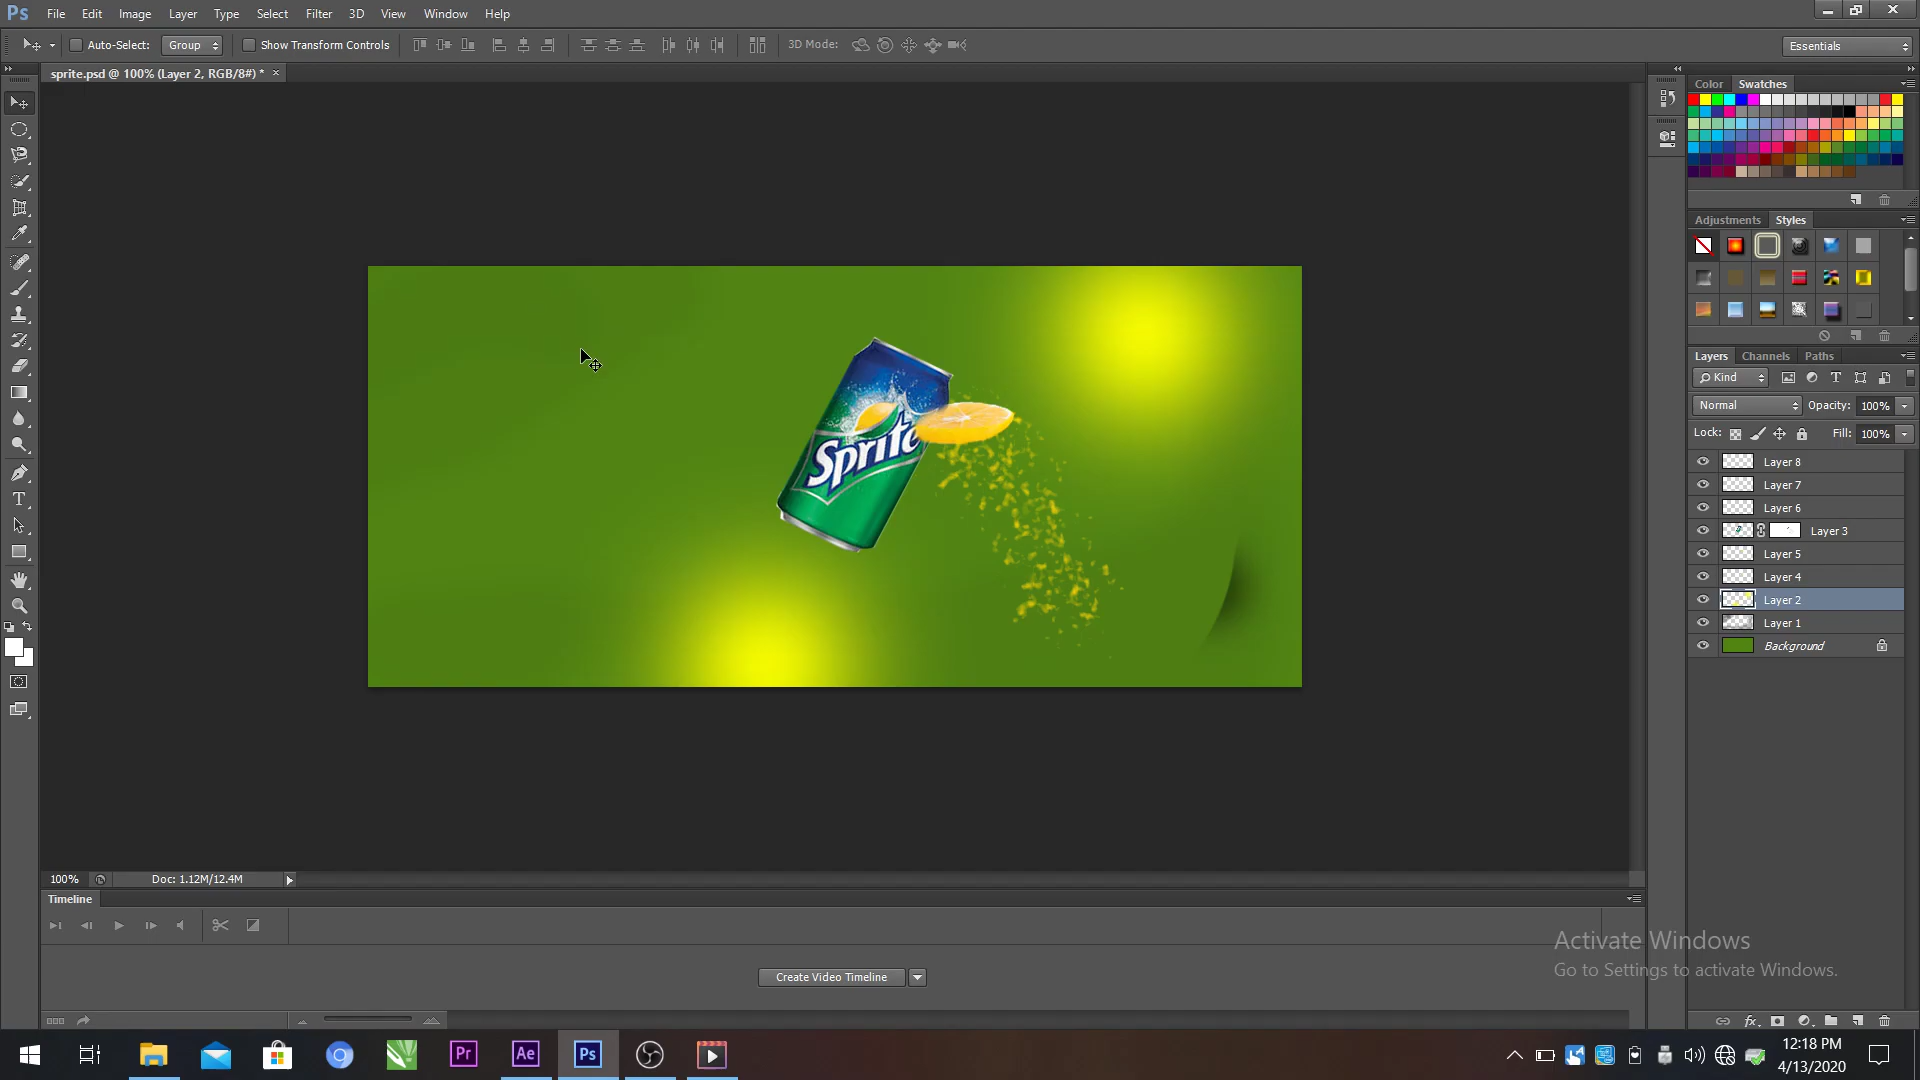 Ps File Edit Image Layer Type Select Filter 3D View Window Help
Auto-Select: Group Show Transform Controls 3D Mode: Essentials
sprite.psd @ 100% (Layer 2, RGB/8#) * ×
Color Swatches
Adjustments Styles
Layers Channels Paths
Kind
Normal Opacity: 100%
Lock: Fill: 100%
Layer 8
Layer 7
Layer 6
Layer 3
Layer 5
Layer 4
Layer 2
Layer 1
Background
Sprite
100% Doc: 1.12M/12.4M
Timeline
Create Video Timeline
Activate Windows
Go to Settings to activate Windows.
fx
Pr Ae Ps
12:18 PM
4/13/2020